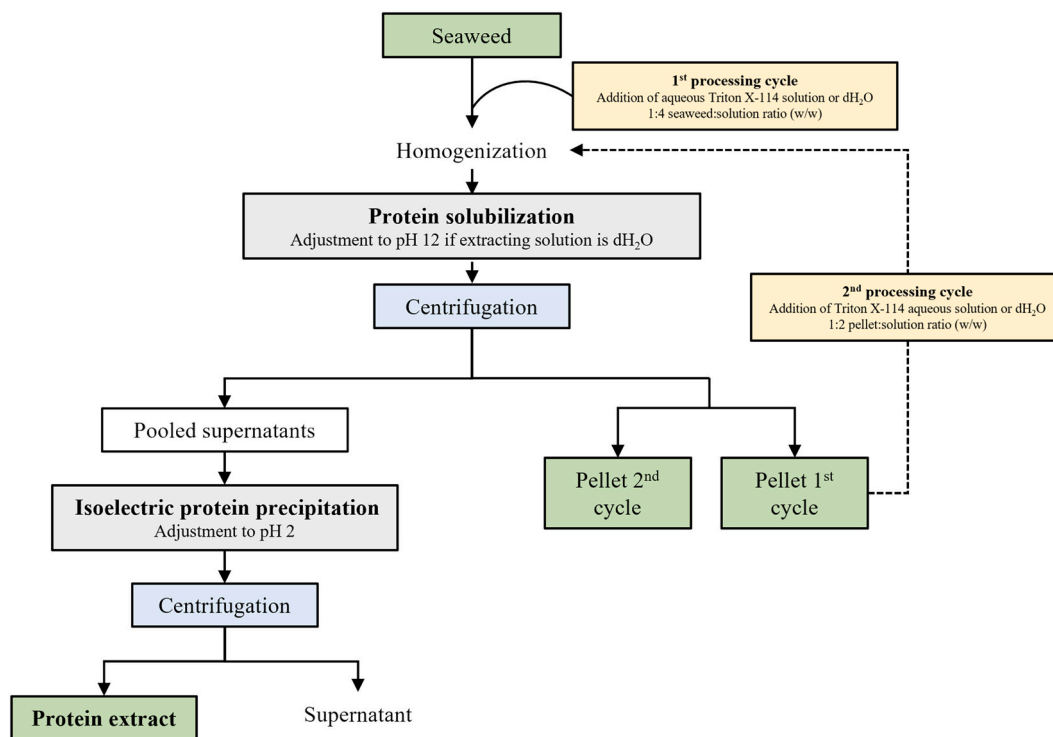 Seaweed
1st processing cycle
Addition of aqueous Triton X-114 solution or dH₂O
1:4 seaweed:solution ratio (w/w)
Homogenization
Protein solubilization
Adjustment to pH 12 if extracting solution is dH₂O
2nd processing cycle
Addition of Triton X-114 aqueous solution or dH₂O
1:2 pellet:solution ratio (w/w)
Centrifugation
Pooled supernatants
Pellet 2nd
cycle
Pellet 1st
cycle
Isoelectric protein precipitation
Adjustment to pH 2
Centrifugation
Protein extract
Supernatant